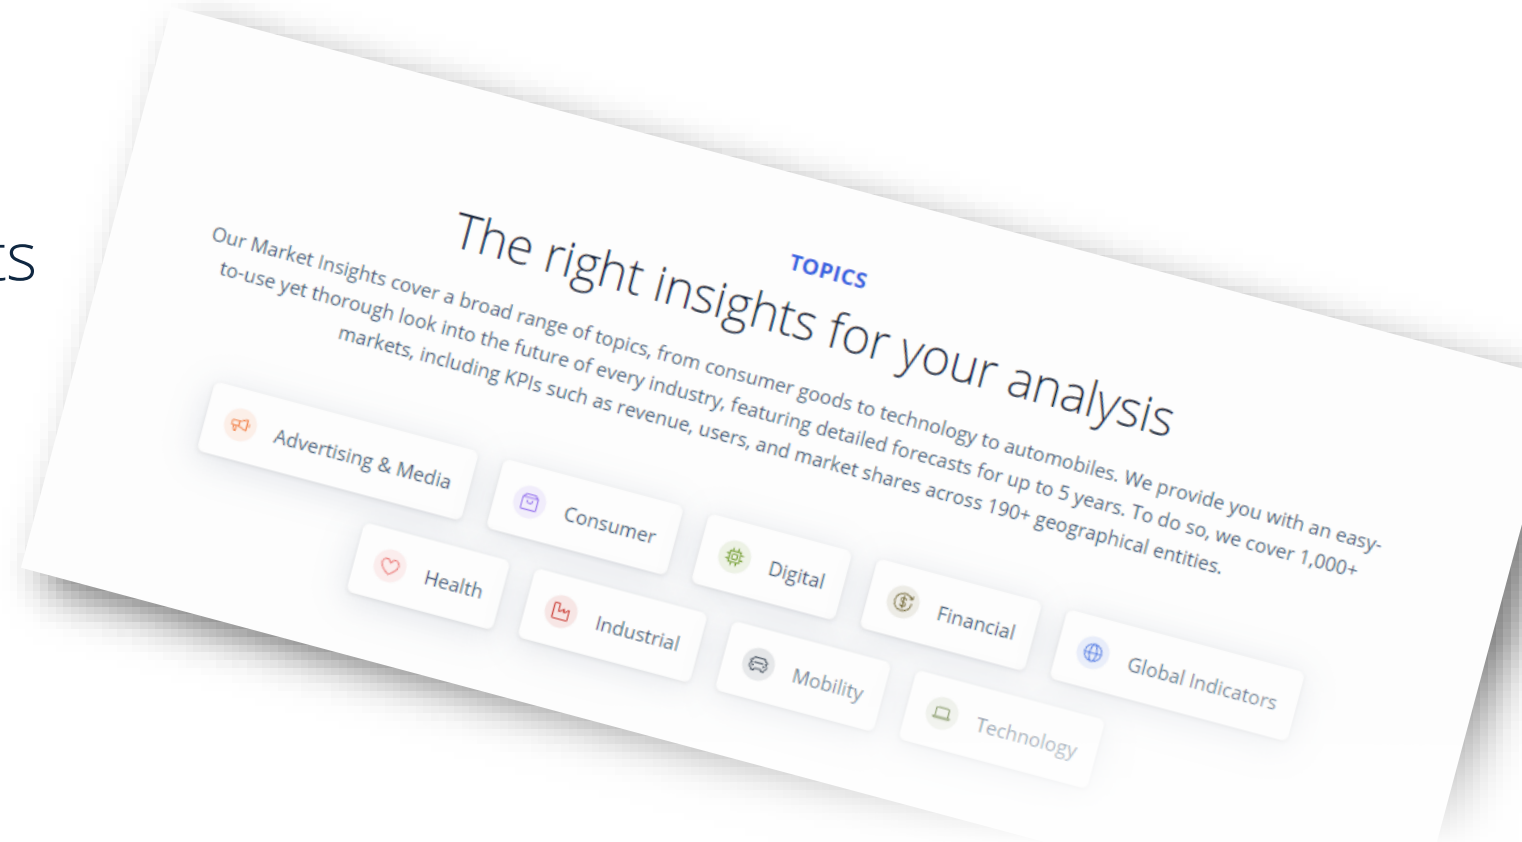 ts
TOPICS
The right insights for your analysis
Our Market Insights cover a broad range of topics, from consumer goods to technology to automobiles. We provide you with an easy-
to-use yet thorough look into the future of every industry, featuring detailed forecasts for up to 5 years. To do so, we cover 1,000+
markets, including KPIs such as revenue, users, and market shares across 190+ geographical entities.
Advertising & Media
Consumer
Digital
Financial
Global Indicators
Health
Industrial
Mobility
Technology